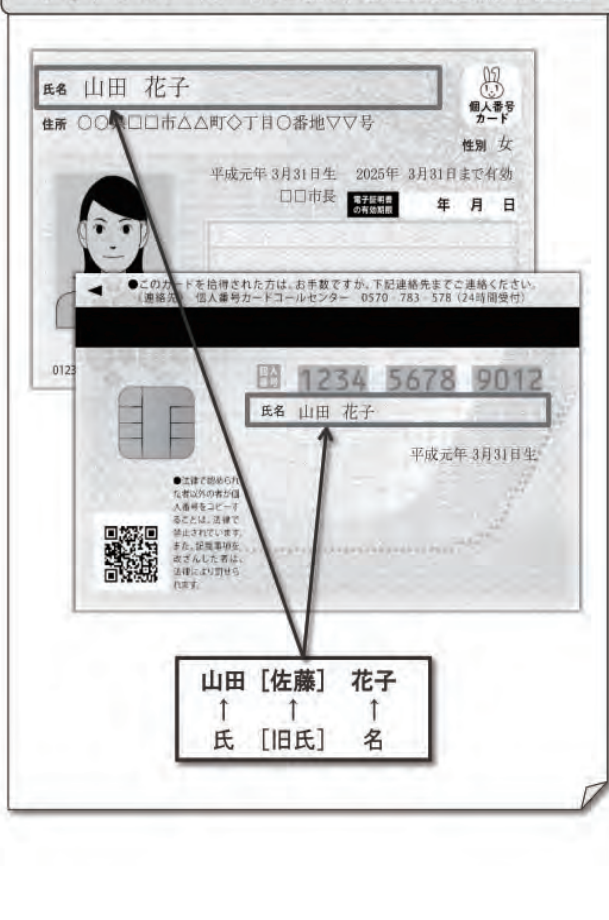 氏名 山田 花子
個人番号
カード
住所 〇〇県□□市△△町◇丁目〇番地▽▽号
性別 女
平成元年 3月31日生 2025年 3月31日まで有効
□□市長
電子証明書
の有効期限
年 月 日
◀ ●このカードを拾得された方は、お手数ですが、下記連絡先までご連絡ください。
(連絡先) 個人番号カードコールセンター 0570-783-578 (24時間受付)
0123
個人
番号
1234 5678 9012
氏名 山田 花子
平成元年 3月31日生
●法律で認められ
た者以外の者が個
人番号をコピーす
ることは、法律で
禁止されています。
また、記載事項を
改ざんした者は、
法律により罰せら
れます。
山田 [佐藤] 花子
↑ ↑ ↑
氏 [旧氏] 名